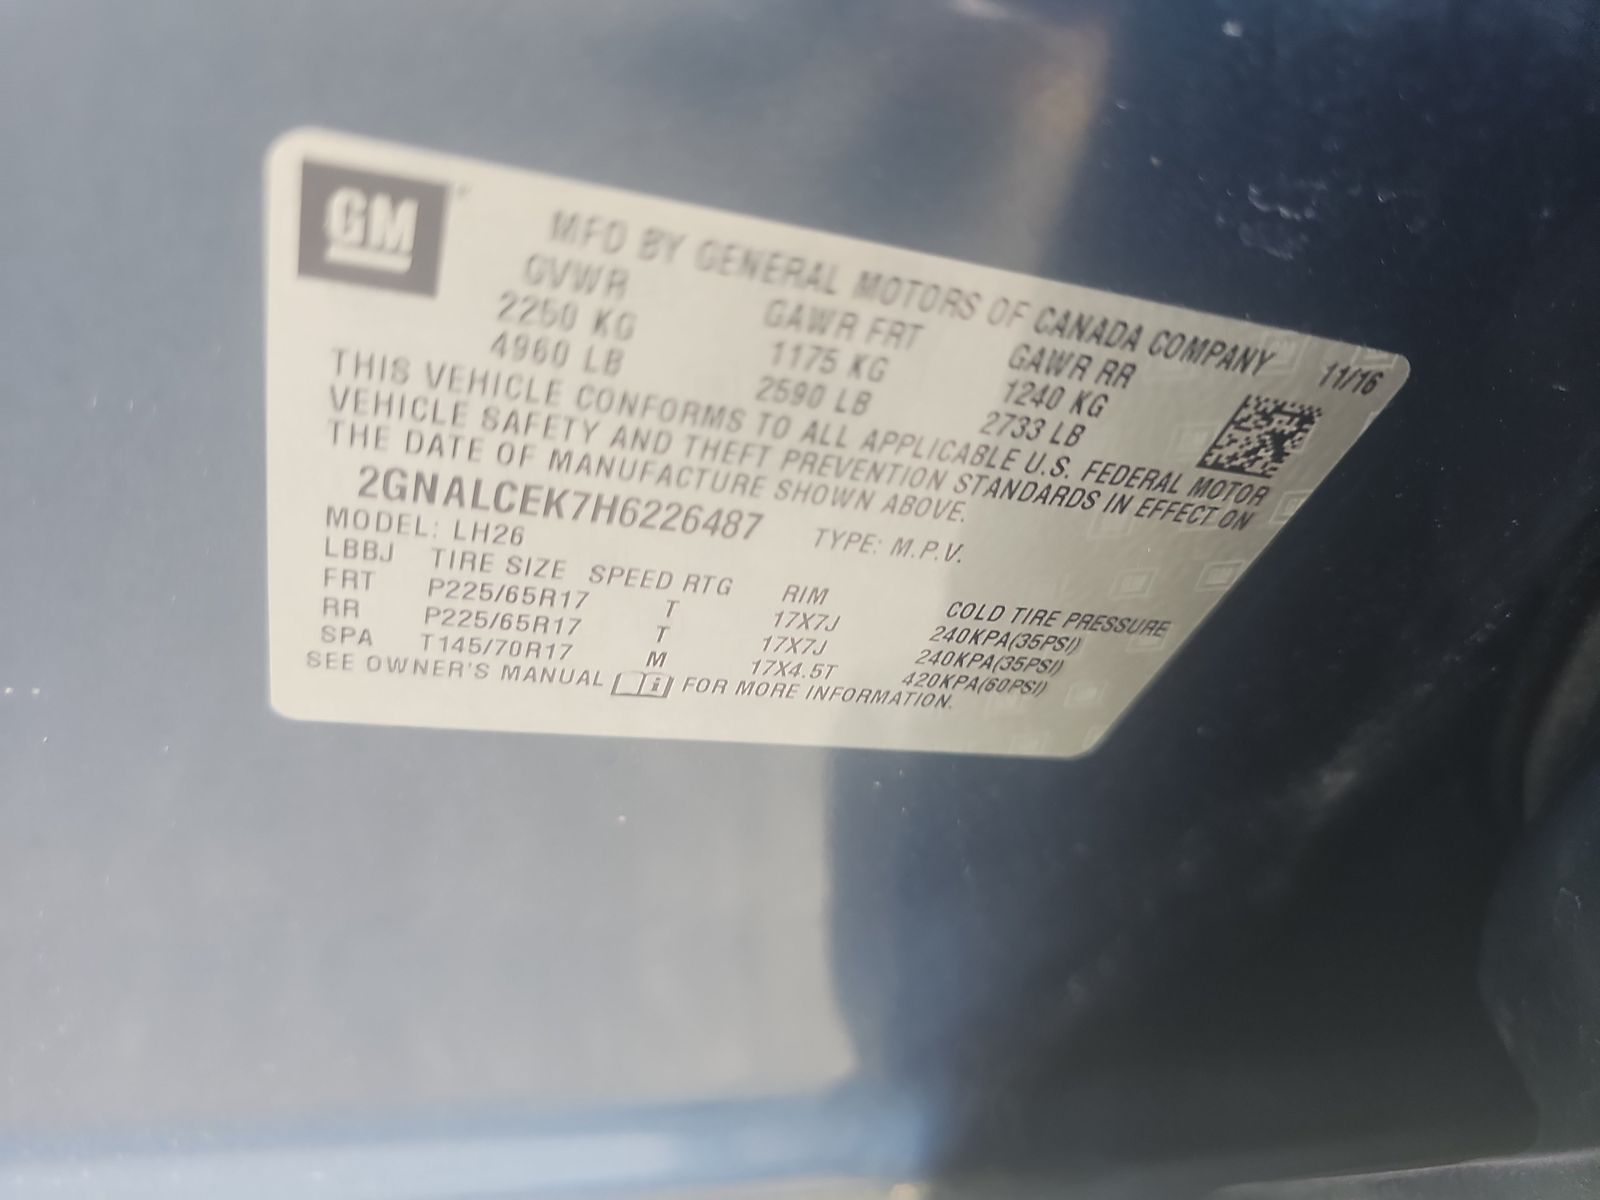 GM
MFD BY GENERAL MOTORS OF CANADA COMPANY 11/16
GVWR GAWR FRT GAWR RR
2250 KG 1175 KG 1240 KG
4960 LB 2590 LB 2733 LB
THIS VEHICLE CONFORMS TO ALL APPLICABLE U.S. FEDERAL MOTOR
VEHICLE SAFETY AND THEFT PREVENTION STANDARDS IN EFFECT ON
THE DATE OF MANUFACTURE SHOWN ABOVE.
2GNALCEK7H6226487 TYPE: M.P.V.
MODEL: LH26
LBBJ TIRE SIZE SPEED RTG RIM COLD TIRE PRESSURE
FRT P225/65R17 T 17X7J 240KPA(35PSI)
RR P225/65R17 T 17X7J 240KPA(35PSI)
SPA T145/70R17 M 17X4.5T 420KPA(60PSI)
SEE OWNER'S MANUAL FOR MORE INFORMATION.